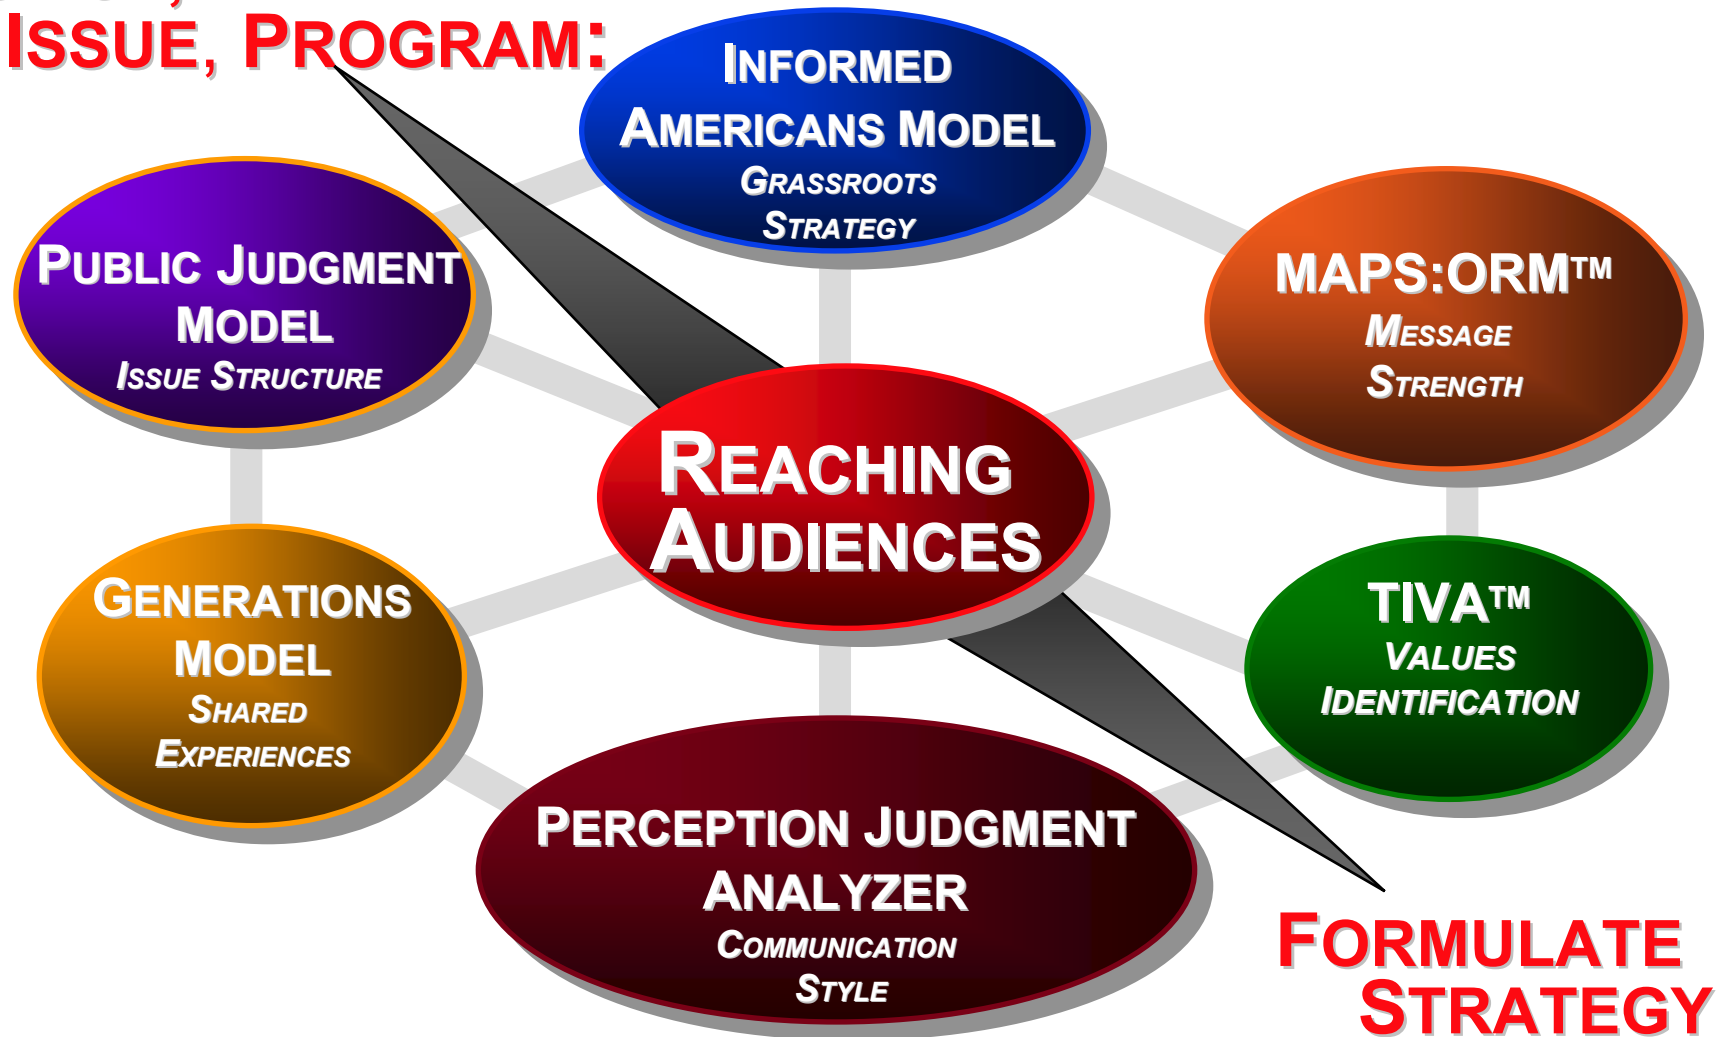 ISSUE, PROGRAM:
INFORMED
AMERICANS MODEL
GRASSROOTS
STRATEGY
PUBLIC JUDGMENT
MODEL
ISSUE STRUCTURE
MAPS:ORM™
MESSAGE
STRENGTH
REACHING
AUDIENCES
GENERATIONS
MODEL
SHARED
EXPERIENCES
TIVA™
VALUES
IDENTIFICATION
PERCEPTION JUDGMENT
ANALYZER
COMMUNICATION
STYLE
FORMULATE
STRATEGY